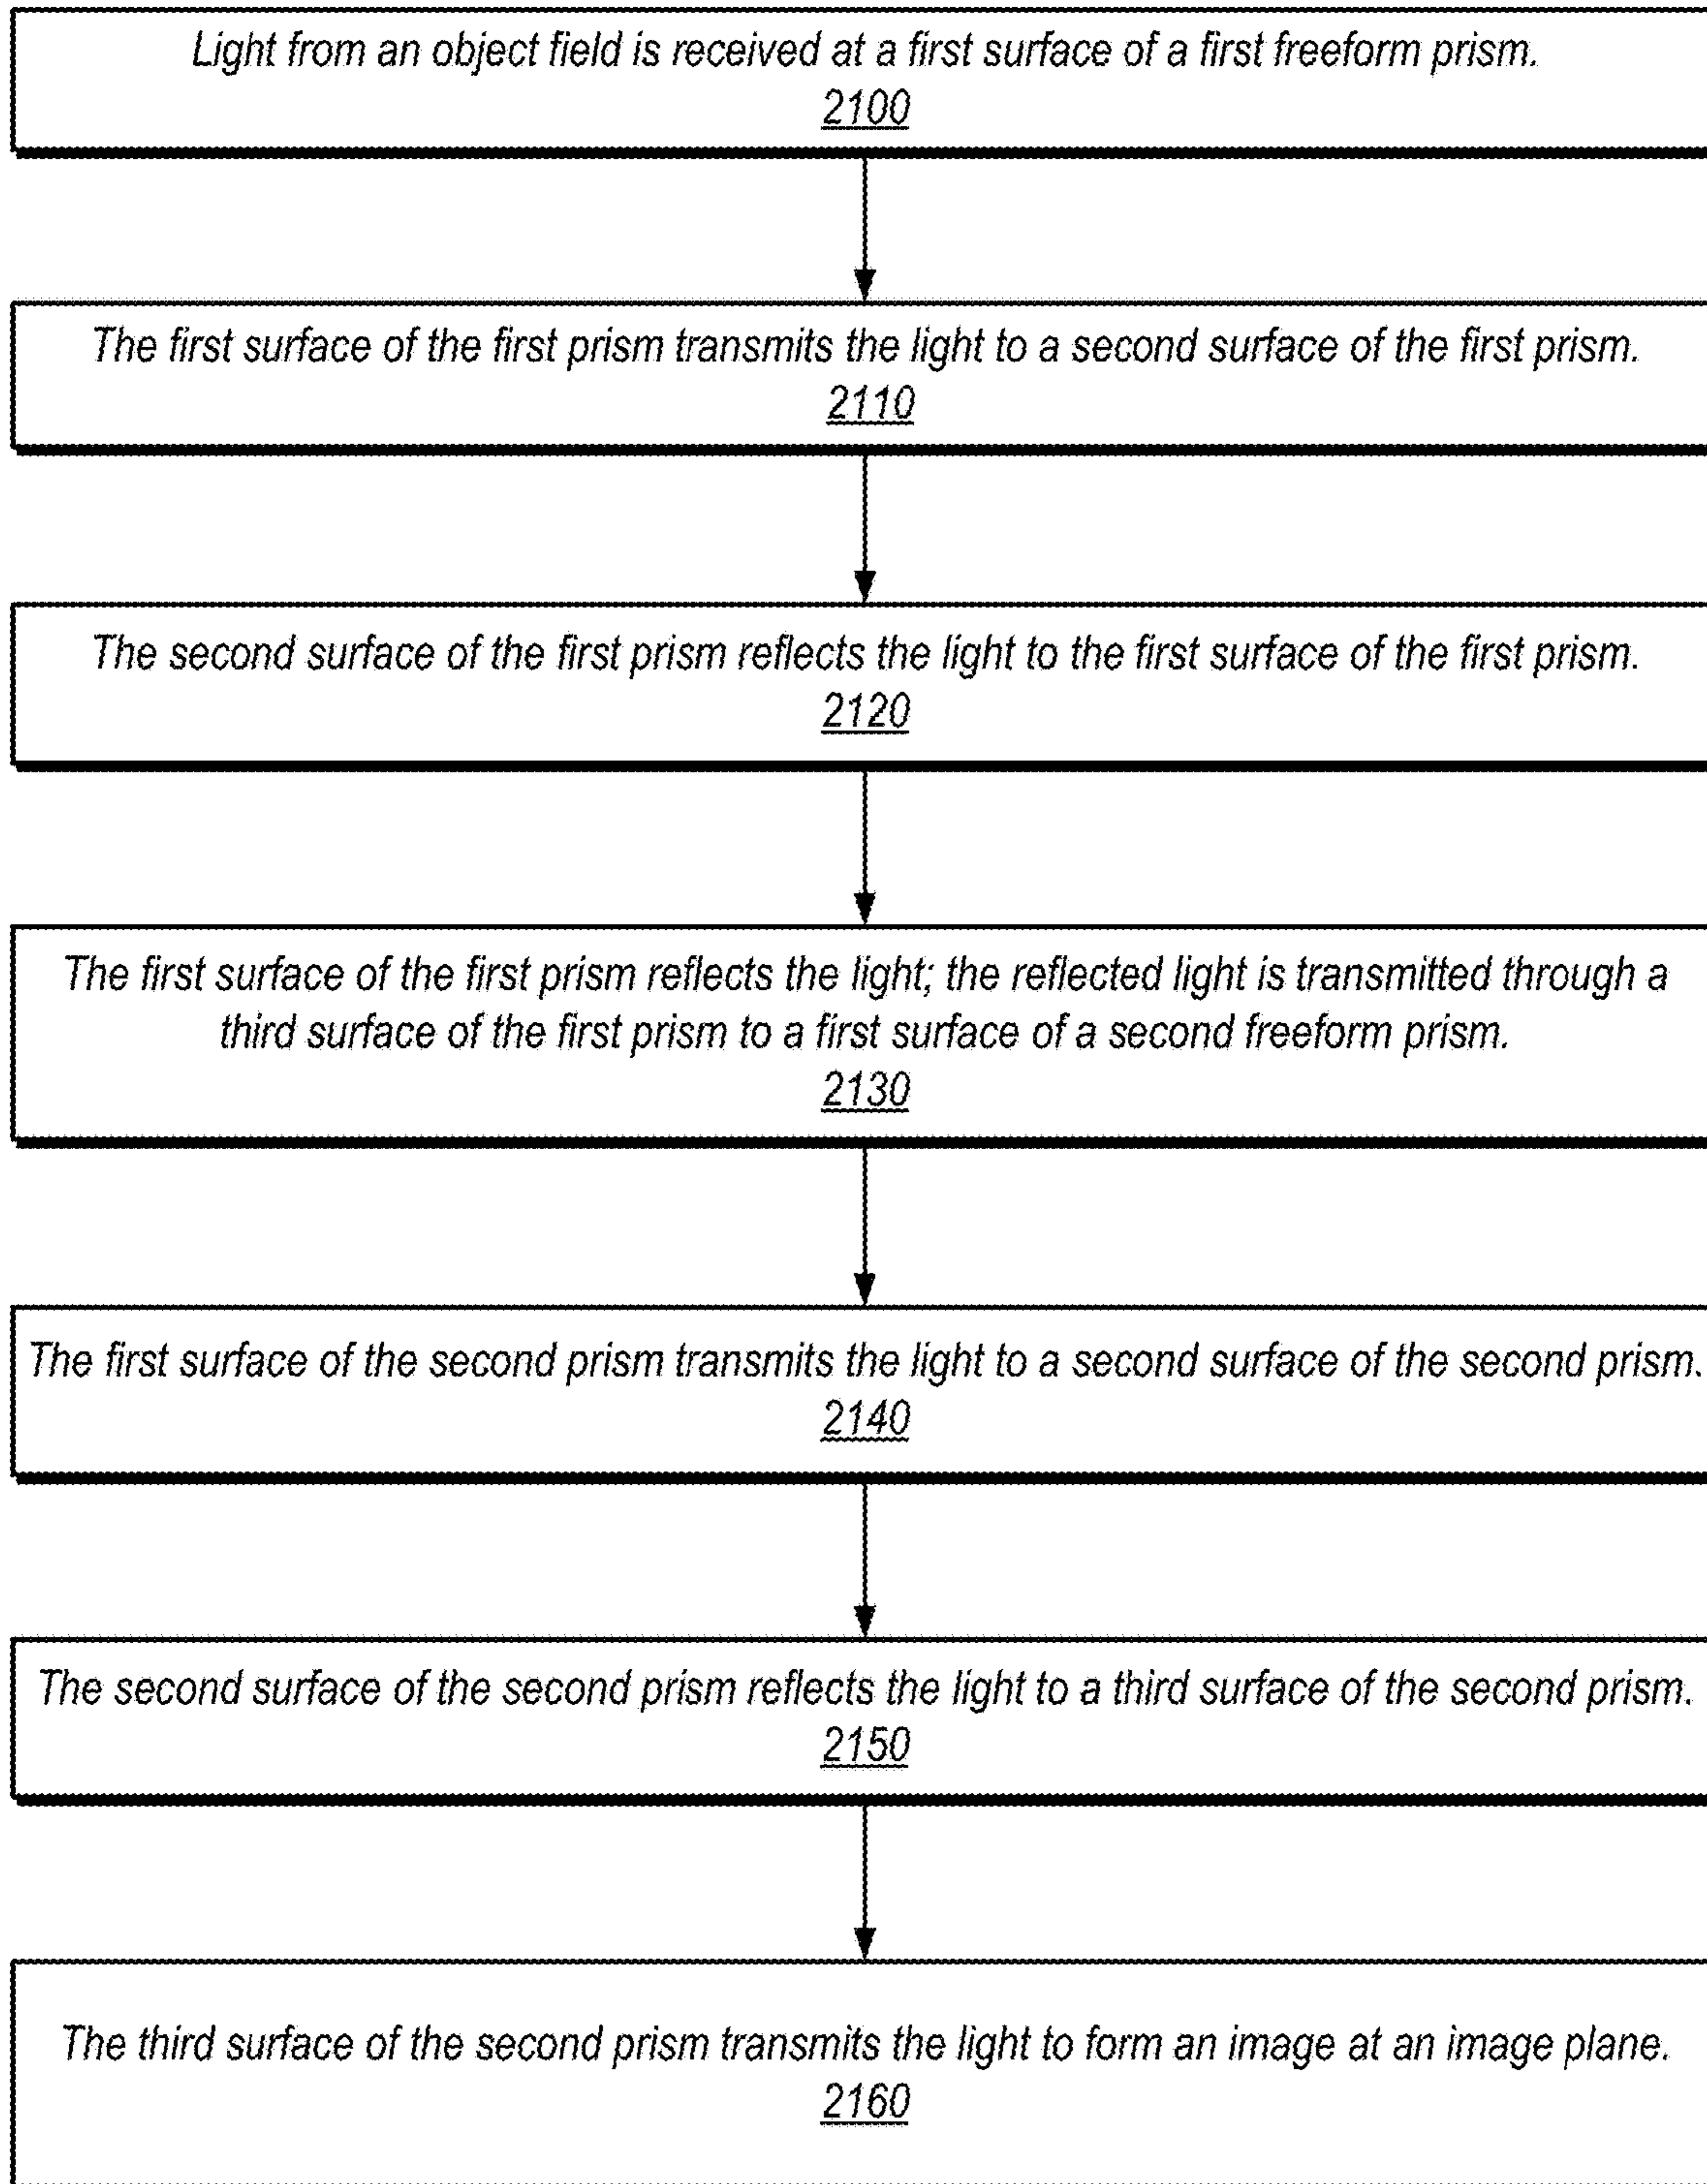 Light from an object field is received at a first surface of a first freeform prism.
2100
The first surface of the first prism transmits the light to a second surface of the first prism.
2110
The second surface of the first prism reflects the light to the first surface of the first prism.
2120
The first surface of the first prism reflects the light; the reflected light is transmitted through a
third surface of the first prism to a first surface of a second freeform prism.
2130
The first surface of the second prism transmits the light to a second surface of the second prism.
2140
The second surface of the second prism reflects the light to a third surface of the second prism.
2150
The third surface of the second prism transmits the light to form an image at an image plane.
2160